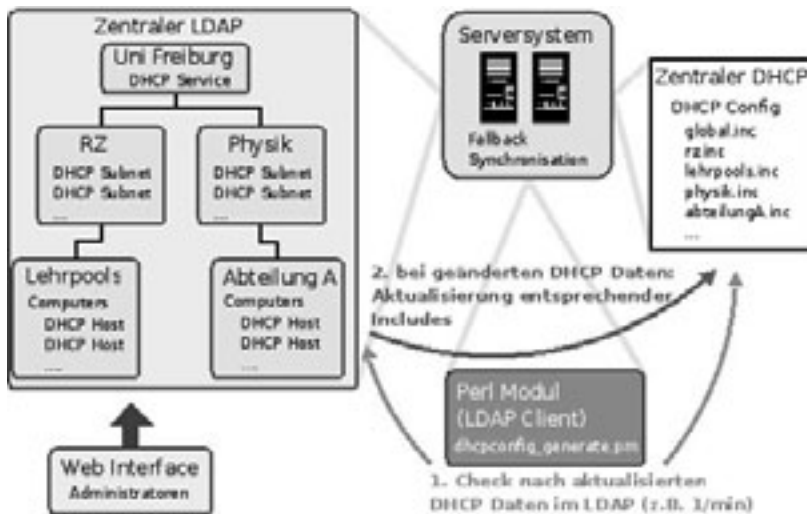 Zentraler LDAP
Uni Freiburg
DHCP Service
RZ
DHCP Subnet
DHCP Subnet
...
Physik
DHCP Subnet
DHCP Subnet
...
Lehrpools
Computers
DHCP Host
DHCP Host
....
Abteilung A
Computers
DHCP Host
DHCP Host
....
Web Interface
Administratoren
Serversystem
Fallback
Synchronisation
Zentraler DHCP
DHCP Config
global.inc
rz.inc
lehrpools.inc
physik.inc
abteilungA.inc
...
2. bei geänderten DHCP Daten:
Aktualisierung entsprechender
Includes
Perl Modul
(LDAP Client)
dhcpconfig_generate.pm
1. Check nach aktualisierten
DHCP Daten im LDAP (z.B. 1/min)